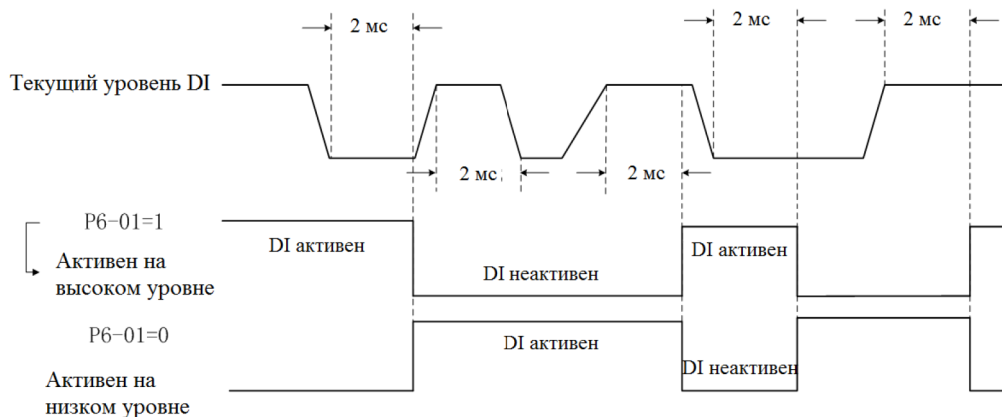 2 мс
2 мс
2 мс
Текущий уровень DI
2 мс
2 мс
P6-01=1
DI активен
DI активен
Активен на
высоком уровне
DI неактивен
P6-01=0
DI активен
DI неактивен
Активен на
низком уровне